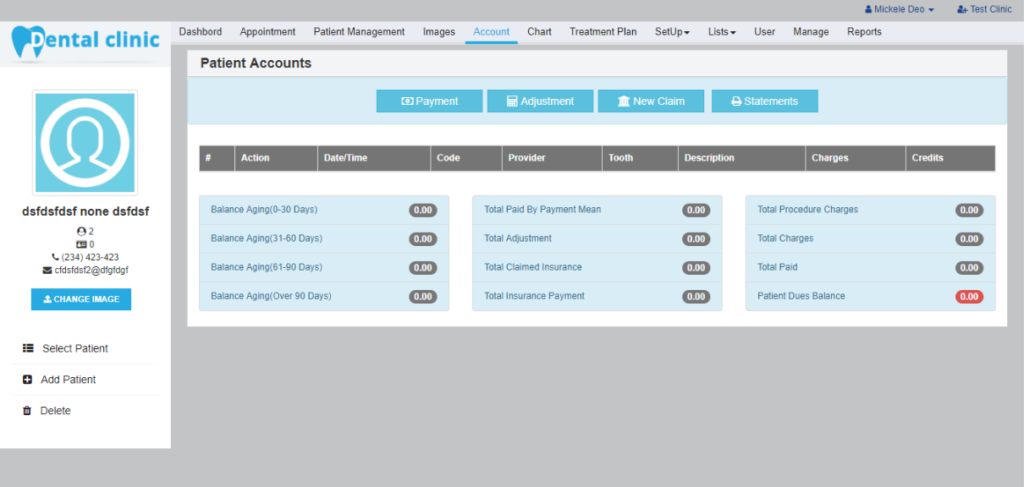 Mickele Deo Test Clinic
Dental clinic
Dashbord Appointment Patient Management Images Account Chart Treatment Plan SetUp Lists User Manage Reports
dsfdsfdsf none dsfdsf
2
0
(234) 423-423
cfdsfdsf2@dfgfdgf
CHANGE IMAGE
Select Patient
Add Patient
Delete
Patient Accounts
Payment Adjustment New Claim Statements
# Action Date/Time Code Provider Tooth Description Charges Credits
Balance Aging(0-30 Days) 0.00
Balance Aging(31-60 Days) 0.00
Balance Aging(61-90 Days) 0.00
Balance Aging(Over 90 Days) 0.00
Total Paid By Payment Mean 0.00
Total Adjustment 0.00
Total Claimed Insurance 0.00
Total Insurance Payment 0.00
Total Procedure Charges 0.00
Total Charges 0.00
Total Paid 0.00
Patient Dues Balance 0.00